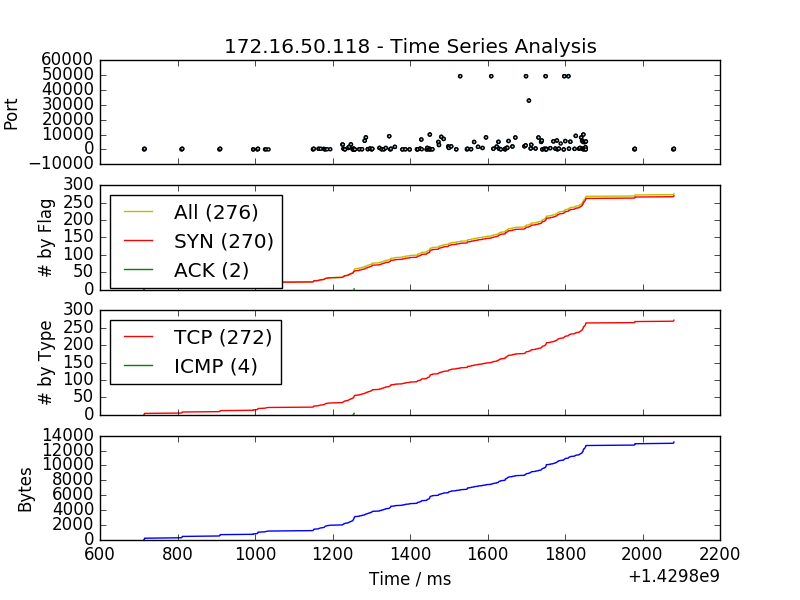 172.16.50.118 - Time Series Analysis
60000
50000
40000
30000
20000
10000
0
−10000
Port
300
250
200
150
100
50
0
# by Flag
All (276)
SYN (270)
ACK (2)
300
250
200
150
100
50
0
# by Type
TCP (272)
ICMP (4)
14000
12000
10000
8000
6000
4000
2000
0
Bytes
600 800 1000 1200 1400 1600 1800 2000 2200
Time / ms
+1.4298e9